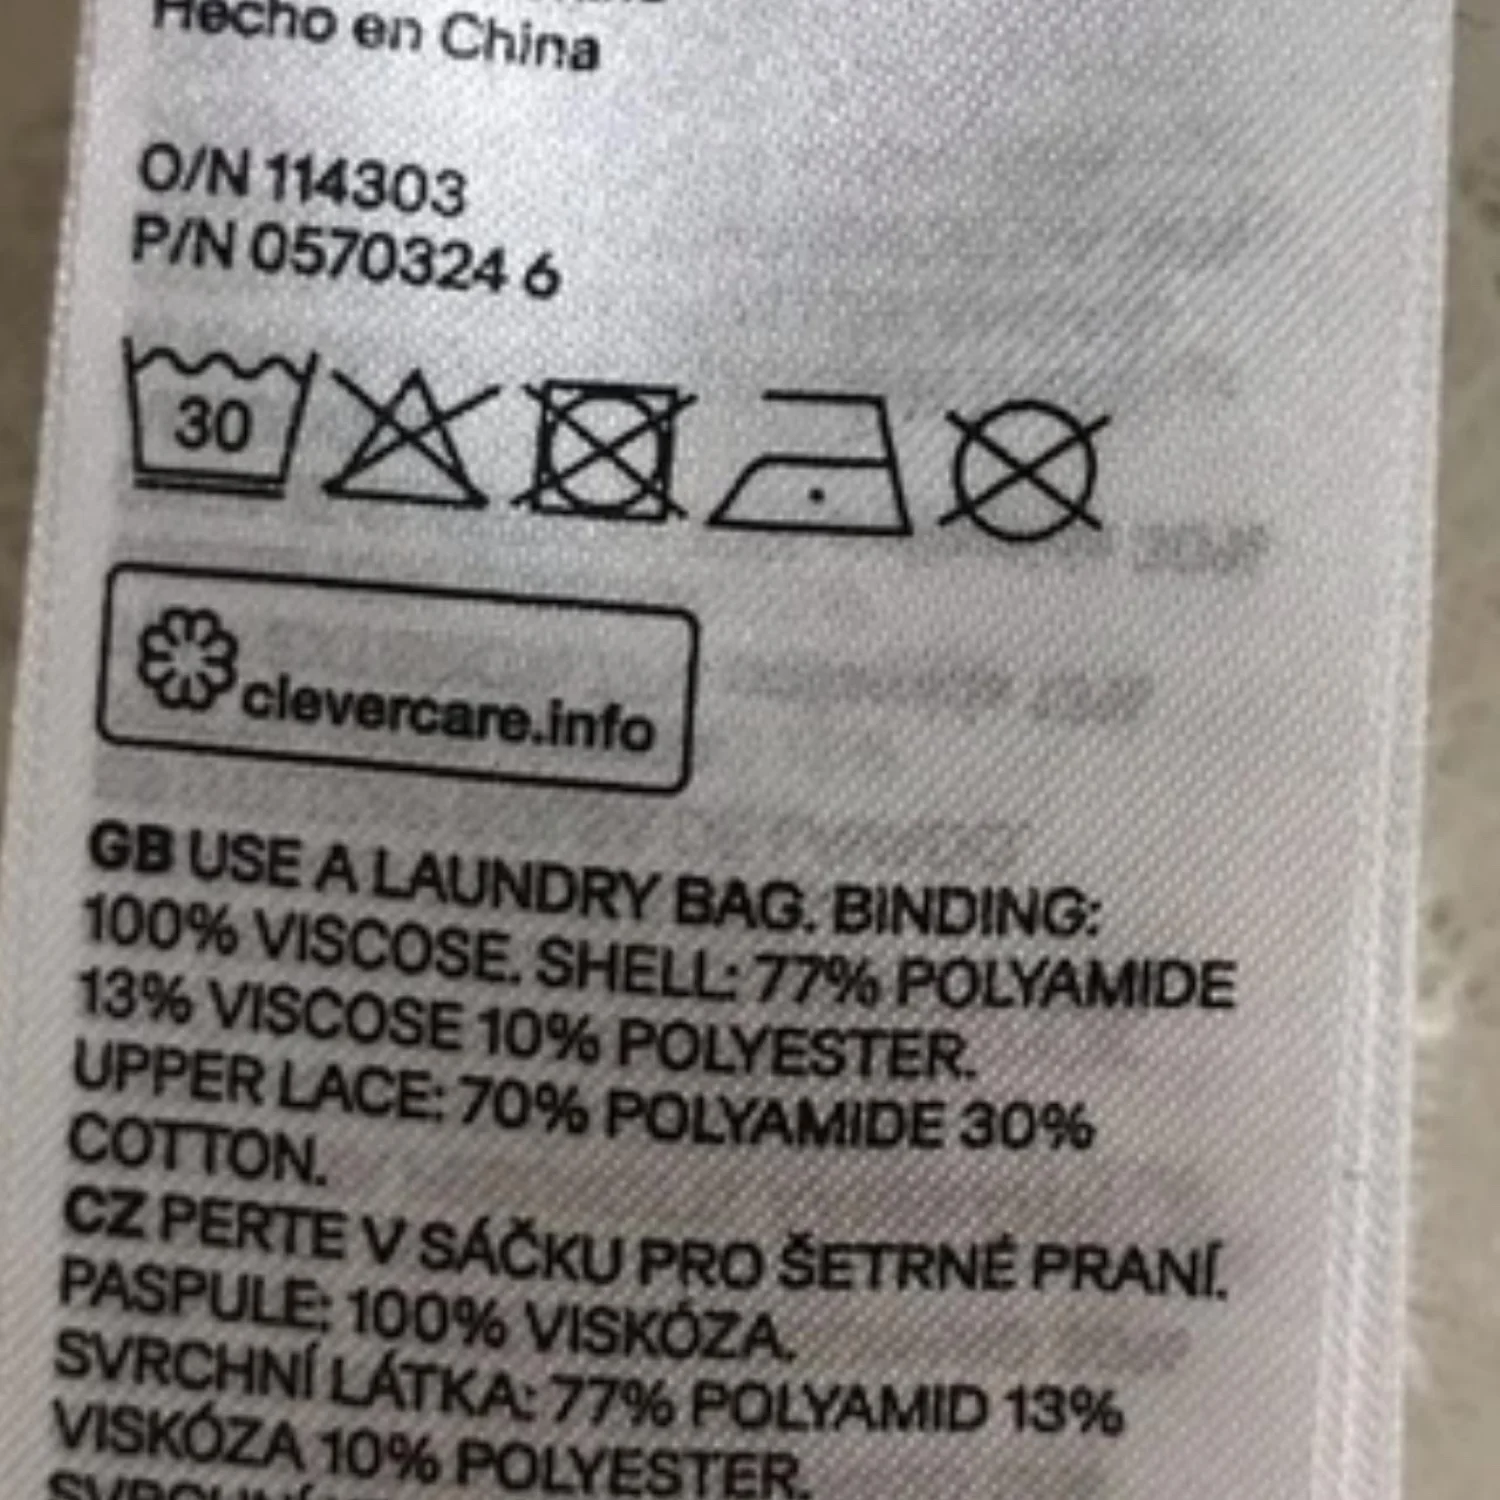 Hecho en China
O/N 114303
P/N 0570324 6
30
clevercare.info
GB USE A LAUNDRY BAG. BINDING:
100% VISCOSE. SHELL: 77% POLYAMIDE
13% VISCOSE 10% POLYESTER.
UPPER LACE: 70% POLYAMIDE 30%
COTTON.
CZ PERTE V SÁČKU PRO ŠETRNÉ PRANÍ.
PASPULE: 100% VISKÓZA.
SVRCHNÍ LÁTKA: 77% POLYAMID 13%
VISKÓZA 10% POLYESTER.